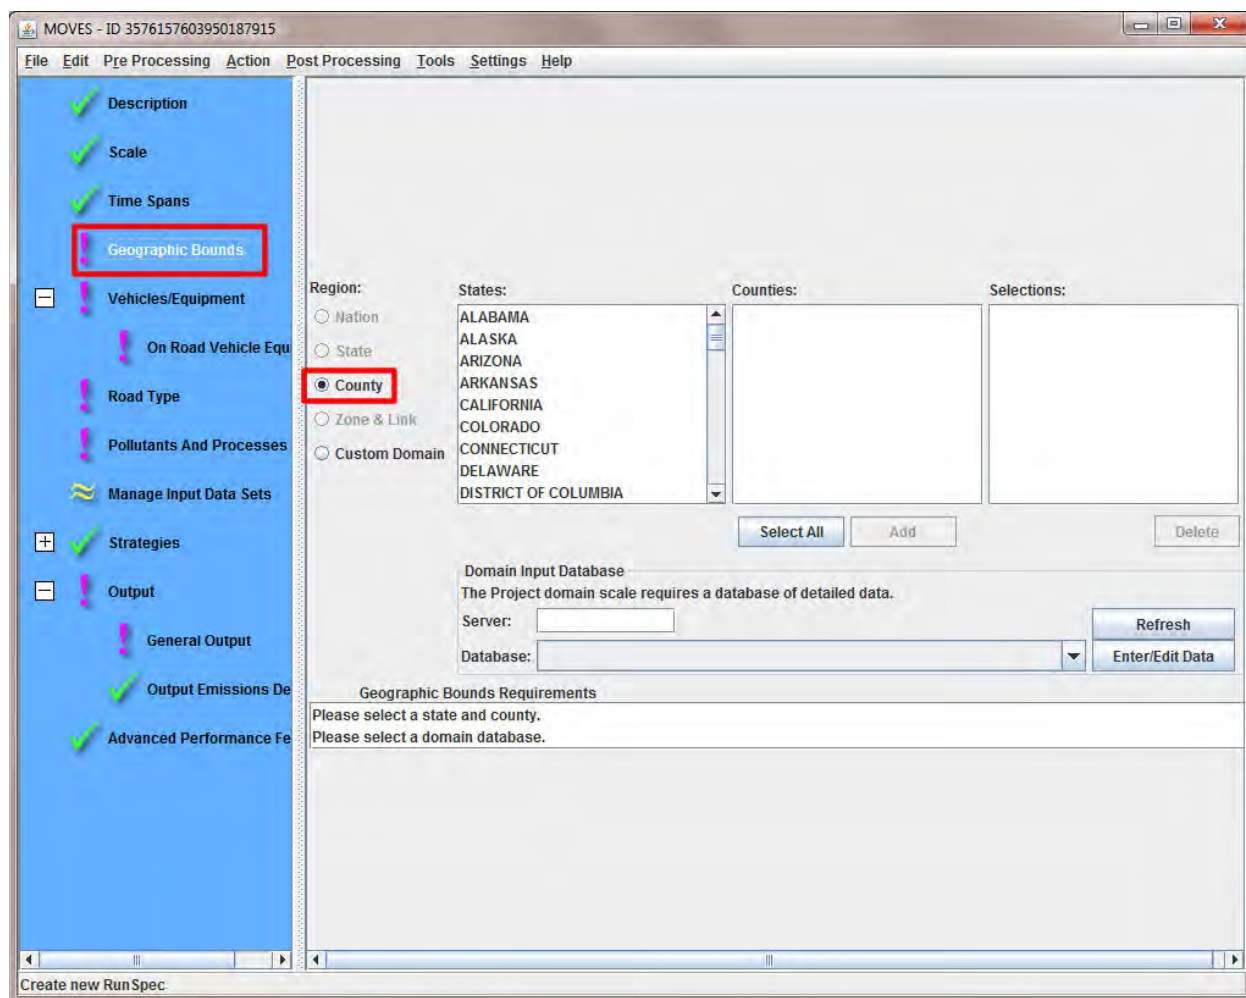 MOVES - ID 3576157603950187915
File Edit Pre Processing Action Post Processing Tools Settings Help
Description
Scale
Time Spans
Geographic Bounds
Vehicles/Equipment
On Road Vehicle Equ
Road Type
Pollutants And Processes
Manage Input Data Sets
Strategies
Output
General Output
Output Emissions De
Advanced Performance Fe
Region:
Nation
State
County
Zone & Link
Custom Domain
States:
ALABAMA
ALASKA
ARIZONA
ARKANSAS
CALIFORNIA
COLORADO
CONNECTICUT
DELAWARE
DISTRICT OF COLUMBIA
Counties:
Selections:
Select All Add Delete
Domain Input Database
The Project domain scale requires a database of detailed data.
Server:
Refresh
Database:
Enter/Edit Data
Geographic Bounds Requirements
Please select a state and county.
Please select a domain database.
Create new RunSpec